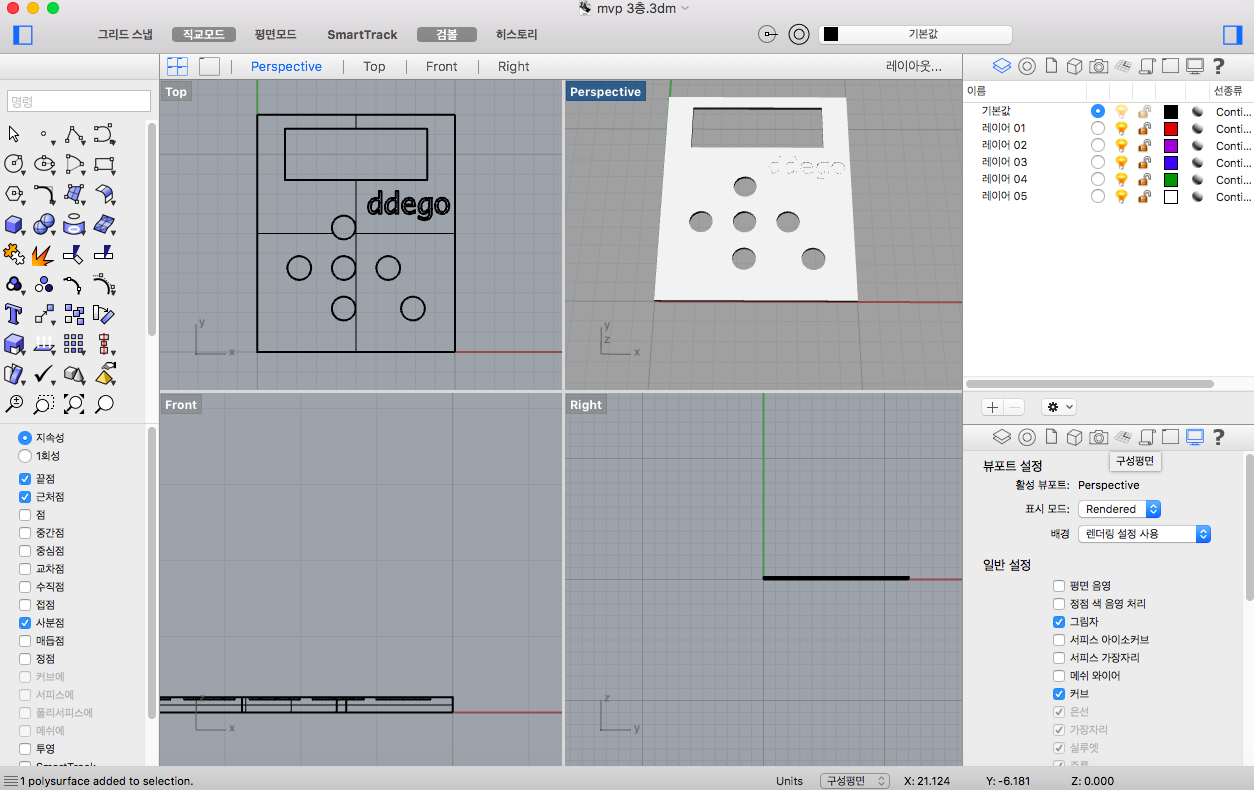 mvp 3층.3dm
그리드 스냅 직교모드 평면모드 SmartTrack 검볼 히스토리 기본값
Perspective Top Front Right 레이아웃...
명령
Top
ddego
y
x
Perspective
ddego
y
z
x
Front
z
x
Right
z
y
이름 선종류
기본값 Conti...
레이어 01 Conti...
레이어 02 Conti...
레이어 03 Conti...
레이어 04 Conti...
레이어 05 Conti...
구성평면
뷰포트 설정
활성 뷰포트: Perspective
표시 모드: Rendered
배경 렌더링 설정 사용
일반 설정
평면 음영
정점 색 음영 처리
그림자
서피스 아이소커브
서피스 가장자리
메쉬 와이어
커브
은선
가장자리
실루엣
지속성
1회성
끝점
근처점
점
중간점
중심점
교차점
수직점
접점
사분점
매듭점
정점
커브에
서피스에
폴리서피스에
메쉬에
투영
SmartTrack
1 polysurface added to selection.
Units 구성평면 X: 21.124 Y: -6.181 Z: 0.000